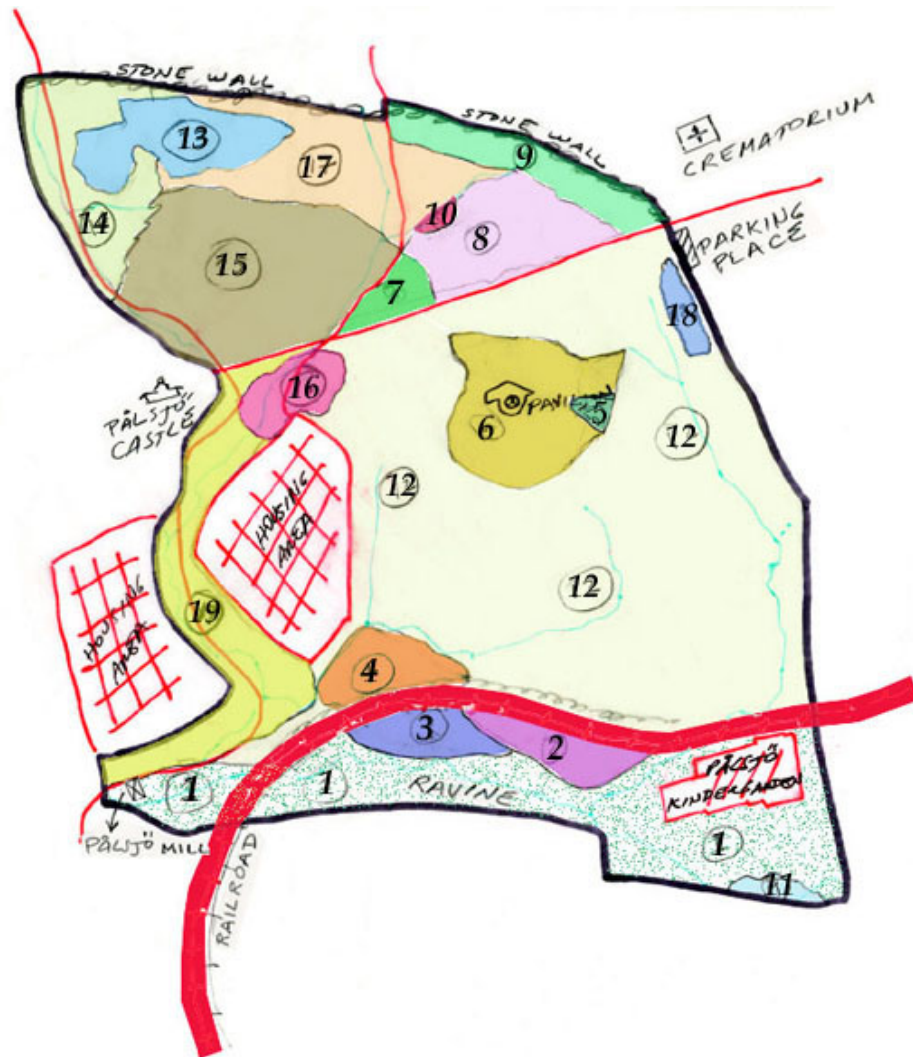 STONE WALL
STONE WALL
CREMATORIUM
13
17
9
14
10
8
PARKING
PLACE
15
7
18
16
PAVILION
5
6
PÅLSJÖ
CASTLE
12
12
HOUSING
AREA
12
19
HOUSING
AREA
4
3
2
1
1
RAVINE
PÅLSJÖ
KINDERGARDEN
PÅLSJÖ MILL
1
11
RAILROAD